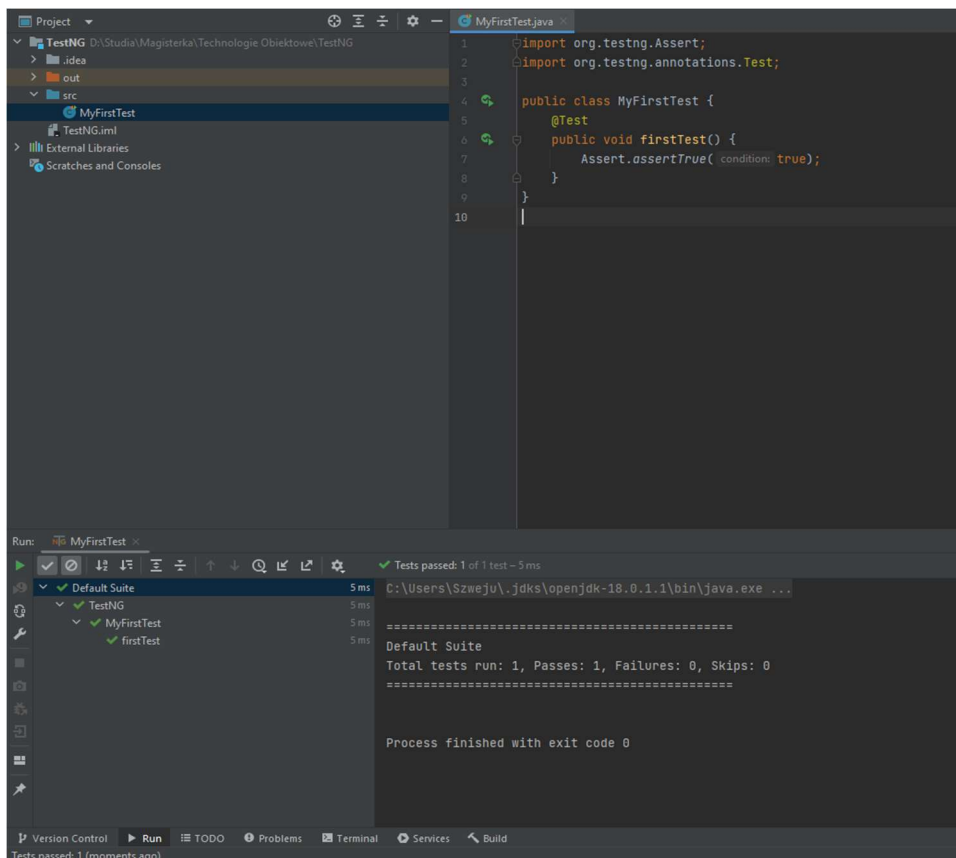 Project
MyFirstTest.java
TestNG D:\Studia\Magisterka\Technologie Obiektowe\TestNG
.idea
out
src
MyFirstTest
TestNG.iml
External Libraries
Scratches and Consoles
1 import org.testng.Assert;
2 import org.testng.annotations.Test;
3
4 public class MyFirstTest {
5 @Test
6 public void firstTest() {
7 Assert.assertTrue( condition: true);
8 }
9 }
10
Run: MyFirstTest
Tests passed: 1 of 1 test – 5 ms
Default Suite 5 ms
TestNG 5 ms
MyFirstTest 5 ms
firstTest 5 ms
C:\Users\Szweju\.jdks\openjdk-18.0.1.1\bin\java.exe ...
===============================================
Default Suite
Total tests run: 1, Passes: 1, Failures: 0, Skips: 0
===============================================
Process finished with exit code 0
Version Control Run TODO Problems Terminal Services Build
Tests passed: 1 (moments ago)